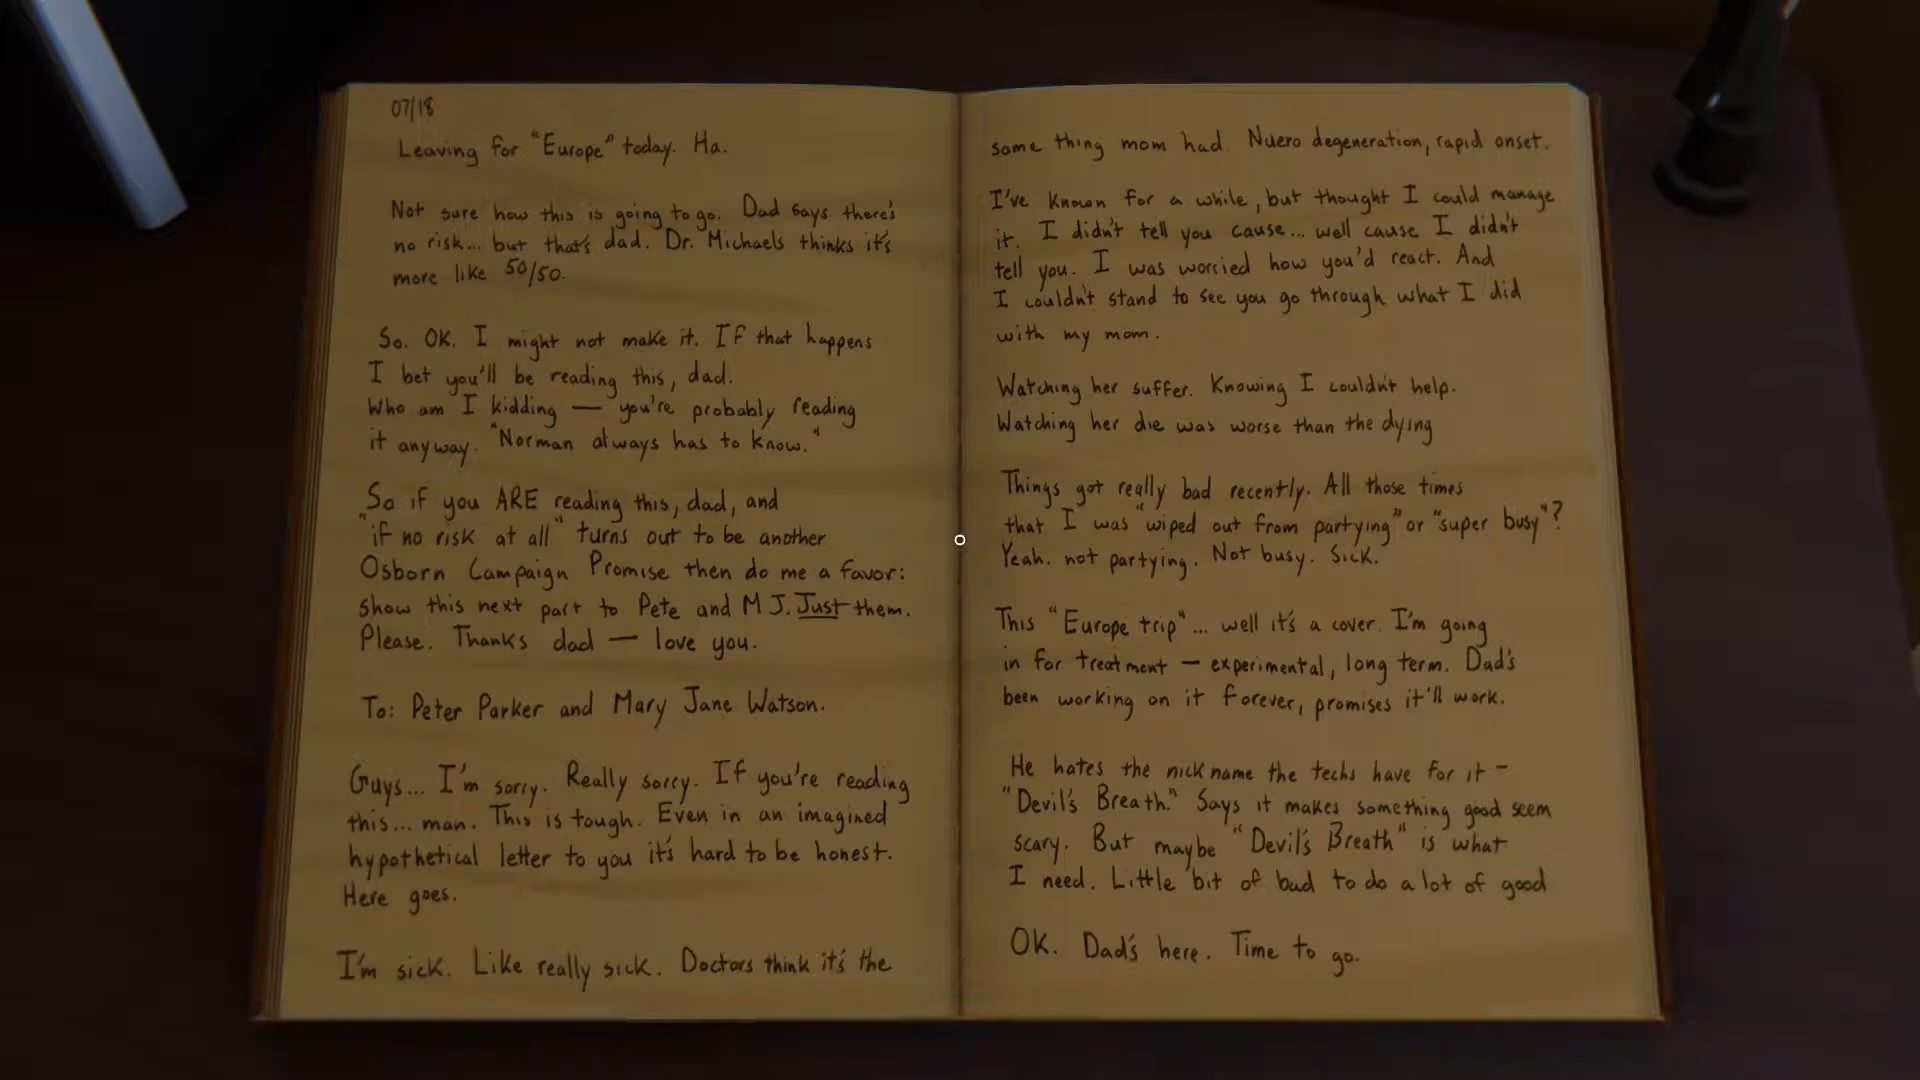 07/18
Leaving for "Europe" today. Ha.
Not sure how this is going to go. Dad says there's
no risk... but that's dad. Dr. Michaels thinks it's
more like 50/50.
So. OK. I might not make it. If that happens
I bet you'll be reading this, dad.
Who am I kidding — you're probably reading
it anyway. "Norman always has to know."
So if you ARE reading this, dad, and
"if no risk at all" turns out to be another
Osborn Campaign Promise then do me a favor:
show this next part to Pete and MJ. Just them.
Please. Thanks dad — love you.
To: Peter Parker and Mary Jane Watson.
Guys... I'm sorry. Really sorry. If you're reading
this... man. This is tough. Even in an imagined
hypothetical letter to you it's hard to be honest.
Here goes.
I'm sick. Like really sick. Doctors think it's the
same thing mom had. Nuero degeneration, rapid onset.
I've known for a while, but thought I could manage
it. I didn't tell you cause... well cause I didn't
tell you. I was worried how you'd react. And
I couldn't stand to see you go through what I did
with my mom.
Watching her suffer. Knowing I couldn't help.
Watching her die was worse than the dying
Things got really bad recently. All those times
that I was "wiped out from partying" or "super busy"?
Yeah. not partying. Not busy. Sick.
This "Europe trip"... well it's a cover. I'm going
in for treatment — experimental, long term. Dad's
been working on it forever, promises it'll work.
He hates the nickname the techs have for it -
"Devil's Breath." Says it makes something good seem
scary. But maybe "Devil's Breath" is what
I need. Little bit of bad to do a lot of good
OK. Dad's here. Time to go.